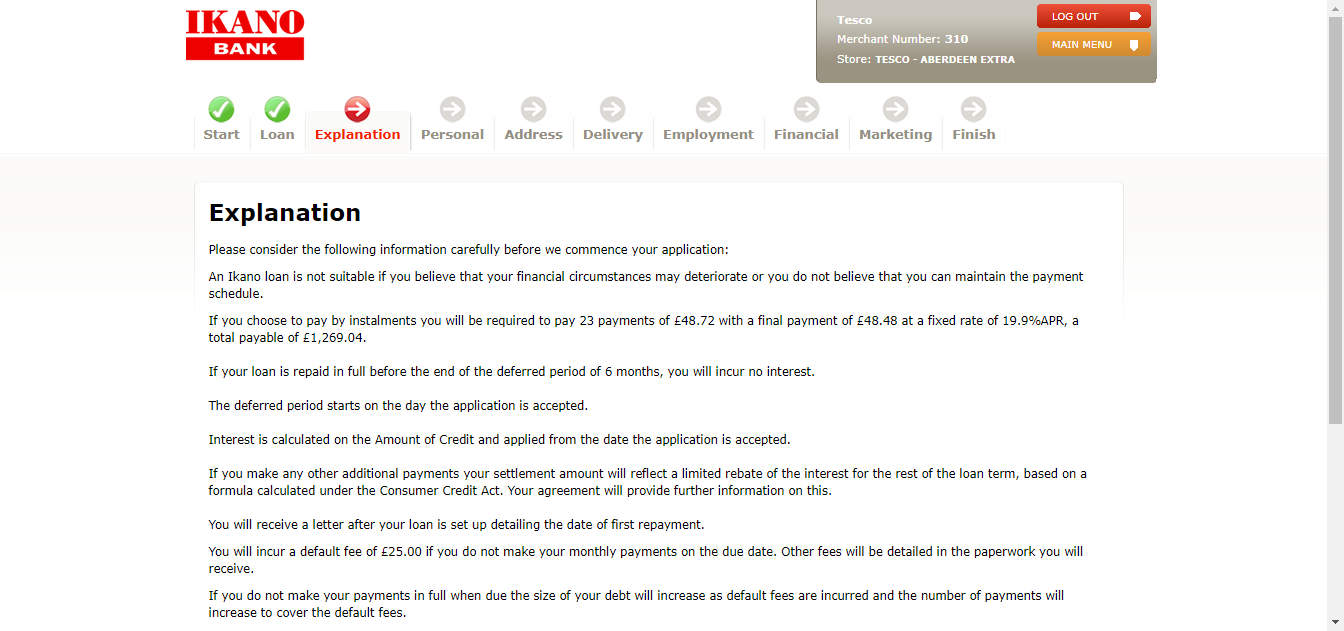 IKANO
BANK
Tesco
Merchant Number: 310
Store: TESCO - ABERDEEN EXTRA
LOG OUT
MAIN MENU
Start Loan Explanation Personal Address Delivery Employment Financial Marketing Finish
Explanation
Please consider the following information carefully before we commence your application:
An Ikano loan is not suitable if you believe that your financial circumstances may deteriorate or you do not believe that you can maintain the payment
schedule.
If you choose to pay by instalments you will be required to pay 23 payments of £48.72 with a final payment of £48.48 at a fixed rate of 19.9%APR, a
total payable of £1,269.04.
If your loan is repaid in full before the end of the deferred period of 6 months, you will incur no interest.
The deferred period starts on the day the application is accepted.
Interest is calculated on the Amount of Credit and applied from the date the application is accepted.
If you make any other additional payments your settlement amount will reflect a limited rebate of the interest for the rest of the loan term, based on a
formula calculated under the Consumer Credit Act. Your agreement will provide further information on this.
You will receive a letter after your loan is set up detailing the date of first repayment.
You will incur a default fee of £25.00 if you do not make your monthly payments on the due date. Other fees will be detailed in the paperwork you will
receive.
If you do not make your payments in full when due the size of your debt will increase as default fees are incurred and the number of payments will
increase to cover the default fees.